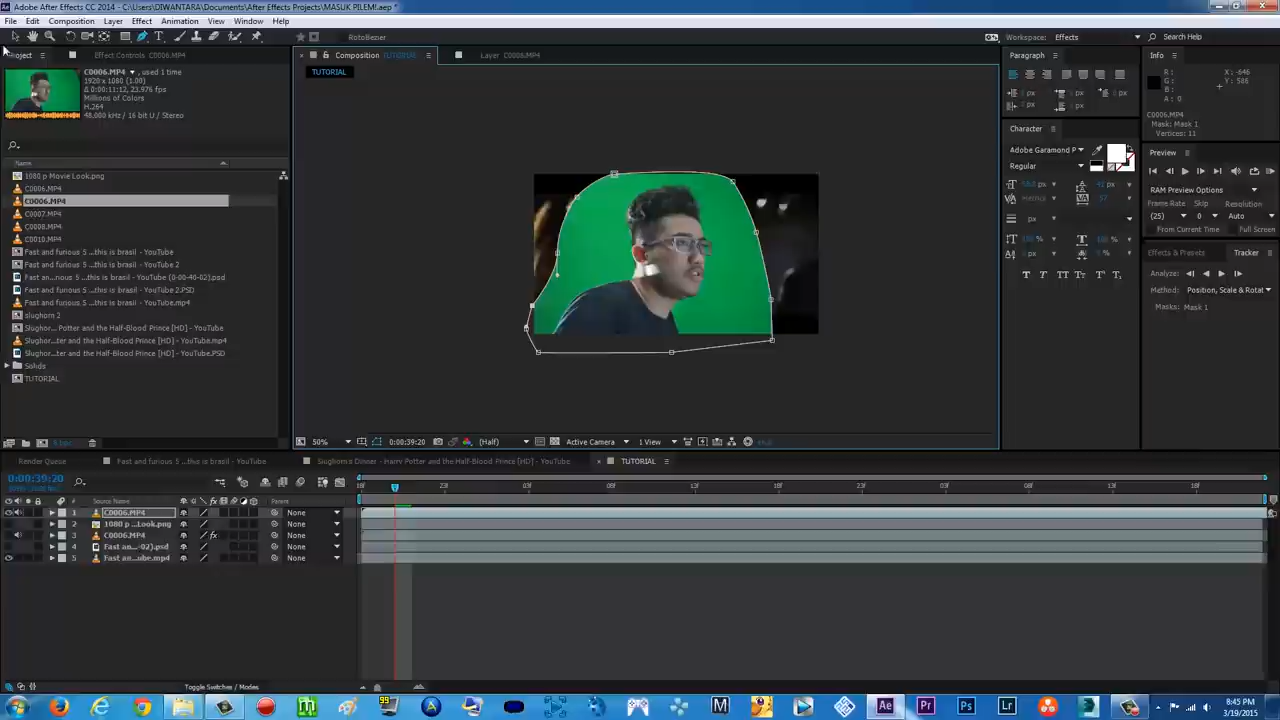 Adobe After Effects CC 2014 - C:\Users\DIWANTARA\Documents\After Effects Projects\MASUK PILEM!.aep *
File Edit Composition Layer Effect Animation View Window Help
RotoBezier
Workspace: Effects
Search Help
Project
Effect Controls C0006.MP4
Composition TUTORIAL
Layer C0006.MP4
TUTORIAL
C0006.MP4 , used 1 time
1920 x 1080 (1.00)
Δ 0:00:11:12, 23.976 fps
Millions of Colors
H.264
48.000 kHz / 16 bit U / Stereo
Name
1080 p Movie Look.png
C0006.MP4
C0006.MP4
C0007.MP4
C0008.MP4
C0010.MP4
Fast and furious 5 ...this is brasil - YouTube
Fast and furious 5 ...this is brasil - YouTube 2
Fast an...nous 5 ...this is brasil - YouTube (0-00-40-02).psd
Fast and furious 5 ...this is brasil - YouTube 2.PSD
Fast and furious 5 ...this is brasil - YouTube.mp4
slughorn 2
Slughor... Potter and the Half-Blood Prince [HD] - YouTube
Slughor...ter and the Half-Blood Prince [HD] - YouTube.mp4
Slughor...ter and the Half-Blood Prince [HD] - YouTube.PSD
Solids
TUTORIAL
8 bpc
50%
0:00:39:20
(Half)
Active Camera
1 View
Paragraph
Character
Adobe Garamond P
Regular
Info
R :
G :
B :
A : 0
X : -646
Y : 586
C0006.MP4
Mask: Mask 1
Vertices: 11
Preview
RAM Preview Options
Frame Rate Skip Resolution
(25) 0 Auto
From Current Time Full Screen
Effects & Presets
Tracker
Analyze:
Method: Position, Scale & Rotat
Masks: Mask 1
Render Queue
Fast and furious 5 ...this is brasil - YouTube
Slughorn's Dinner - Harry Potter and the Half-Blood Prince [HD] - YouTube
TUTORIAL
0:00:39:20
# Source Name Parent
1 C0006.MP4 None
2 1080 p ...Look.png None
3 C0006.MP4 None
4 Fast an...-02).psd None
5 Fast an...ube.mp4 None
Toggle Switches / Modes
8:45 PM
3/19/2015